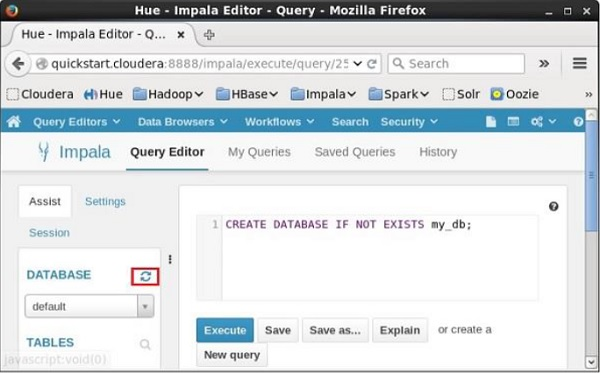 Hue - Impala Editor - Query - Mozilla Firefox
Hue - Impala Editor - Q...
quickstart.cloudera:8888/impala/execute/query/25
Search
Cloudera Hue Hadoop HBase Impala Spark Solr Oozie
Query Editors Data Browsers Workflows Search Security
Impala Query Editor My Queries Saved Queries History
Assist Settings
Session
1 CREATE DATABASE IF NOT EXISTS my_db;
DATABASE
default
Execute Save Save as... Explain or create a
TABLES
New query
javascript:void(0)